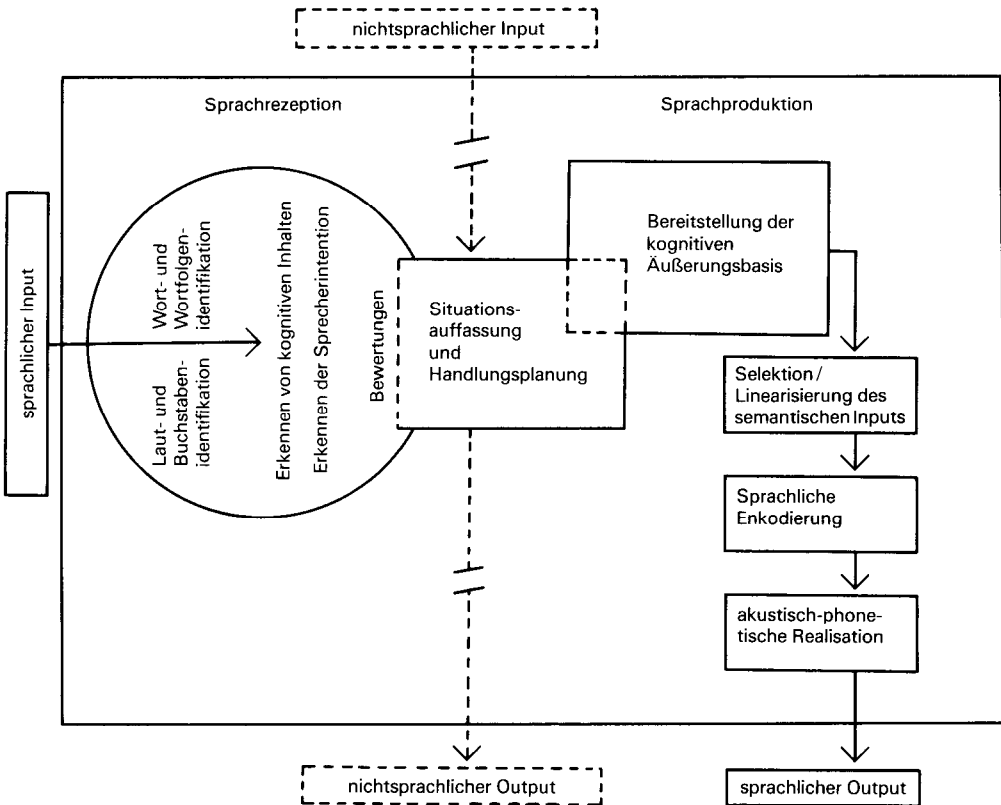 nichtsprachlicher Input
Sprachrezeption
Sprachproduktion
sprachlicher Input
Wort- und
Wortfolgen-
identifikation
Laut- und
Buchstaben-
identifikation
Erkennen von kognitiven Inhalten
Erkennen der Sprecherintention
Bewertungen
Situations-
auffassung
und
Handlungsplanung
Bereitstellung der
kognitiven
Äußerungsbasis
Selektion /
Linearisierung des
semantischen Inputs
Sprachliche
Enkodierung
akustisch-phone-
tische Realisation
nichtsprachlicher Output
sprachlicher Output